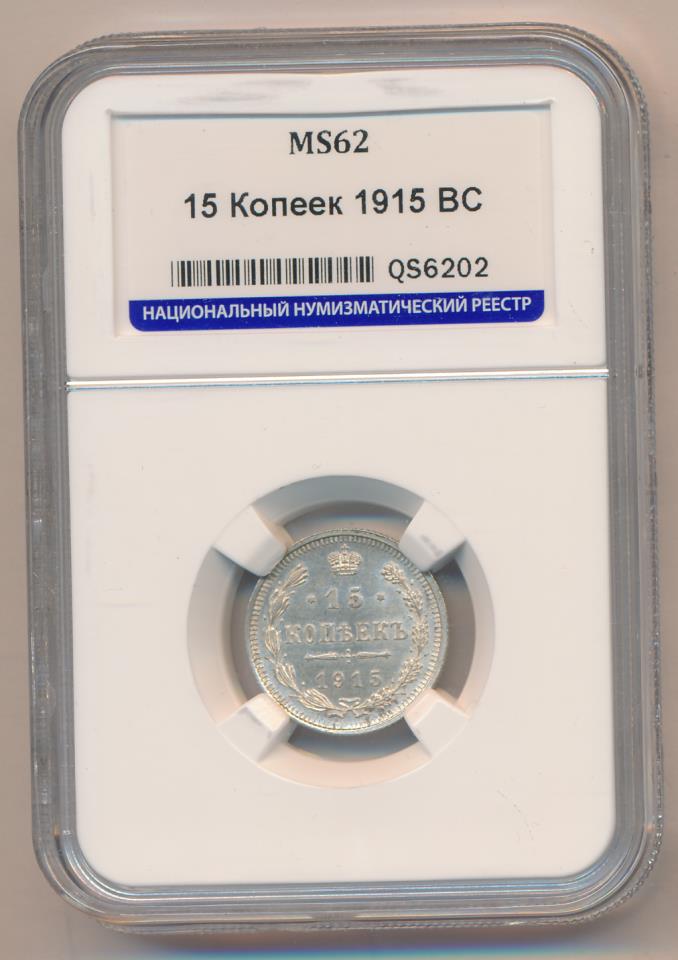 MS62
15 Копеек 1915 ВС
QS6202
НАЦИОНАЛЬНЫЙ НУМИЗМАТИЧЕСКИЙ РЕЕСТР
15
КОПѢЕКЪ
1915